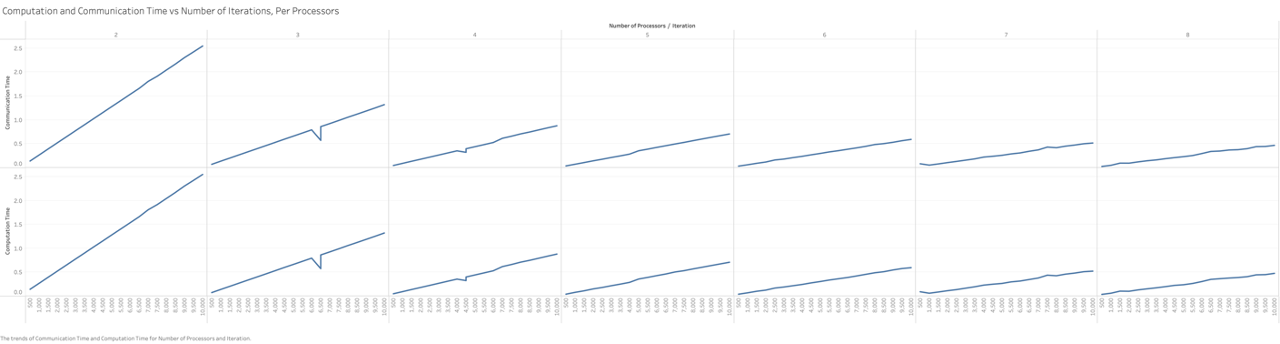 Computation and Communication Time vs Number of Iterations, Per Processors
Number of Processors / Iteration
2 3 4 5 6 7 8
Communication Time
2.5
2.0
1.5
1.0
0.5
0.0
Computation Time
2.5
2.0
1.5
1.0
0.5
0.0
500 1,000 1,500 2,000 2,500 3,000 3,500 4,000 4,500 5,000 5,500 6,000 6,500 7,000 7,500 8,000 8,500 9,000 9,500 10,000
The trends of Communication Time and Computation Time for Number of Processors and Iteration.